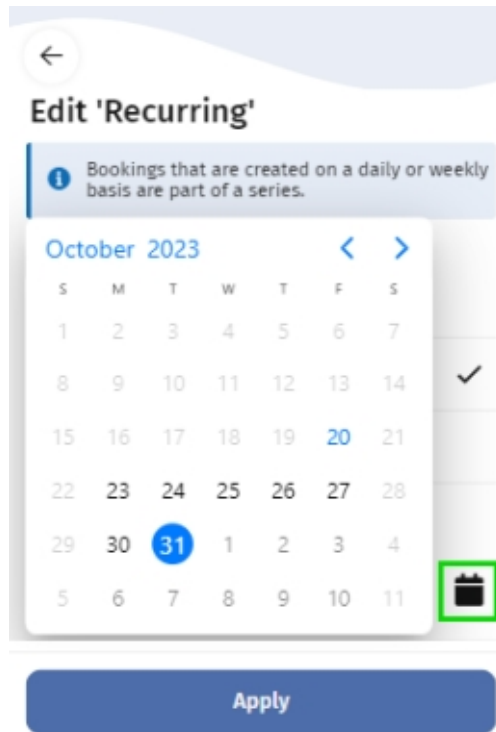 Edit 'Recurring'
Bookings that are created on a daily or weekly
basis are part of a series.
October 2023
S M T W T F S
1 2 3 4 5 6 7
8 9 10 11 12 13 14
15 16 17 18 19 20 21
22 23 24 25 26 27 28
29 30 31 1 2 3 4
5 6 7 8 9 10 11
Apply